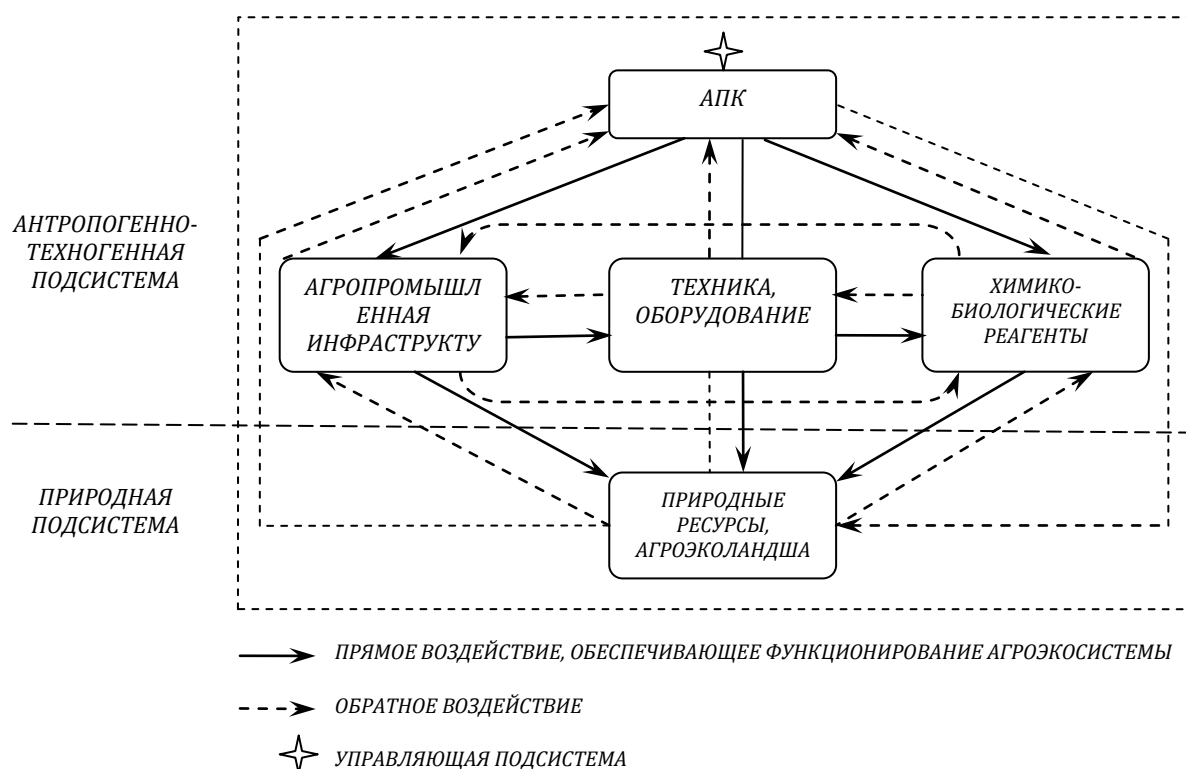 АПК
АНТРОПОГЕННО-
ТЕХНОГЕННАЯ
ПОДСИСТЕМА
АГРОПРОМЫШЛ
ЕННАЯ
ИНФРАСТРУКТУ
ТЕХНИКА,
ОБОРУДОВАНИЕ
ХИМИКО-
БИОЛОГИЧЕСКИЕ
РЕАГЕНТЫ
ПРИРОДНАЯ
ПОДСИСТЕМА
ПРИРОДНЫЕ
РЕСУРСЫ,
АГРОЭКОЛАНДША
ПРЯМОЕ ВОЗДЕЙСТВИЕ, ОБЕСПЕЧИВАЮЩЕЕ ФУНКЦИОНИРОВАНИЕ АГРОЭКОСИСТЕМЫ
ОБРАТНОЕ ВОЗДЕЙСТВИЕ
УПРАВЛЯЮЩАЯ ПОДСИСТЕМА